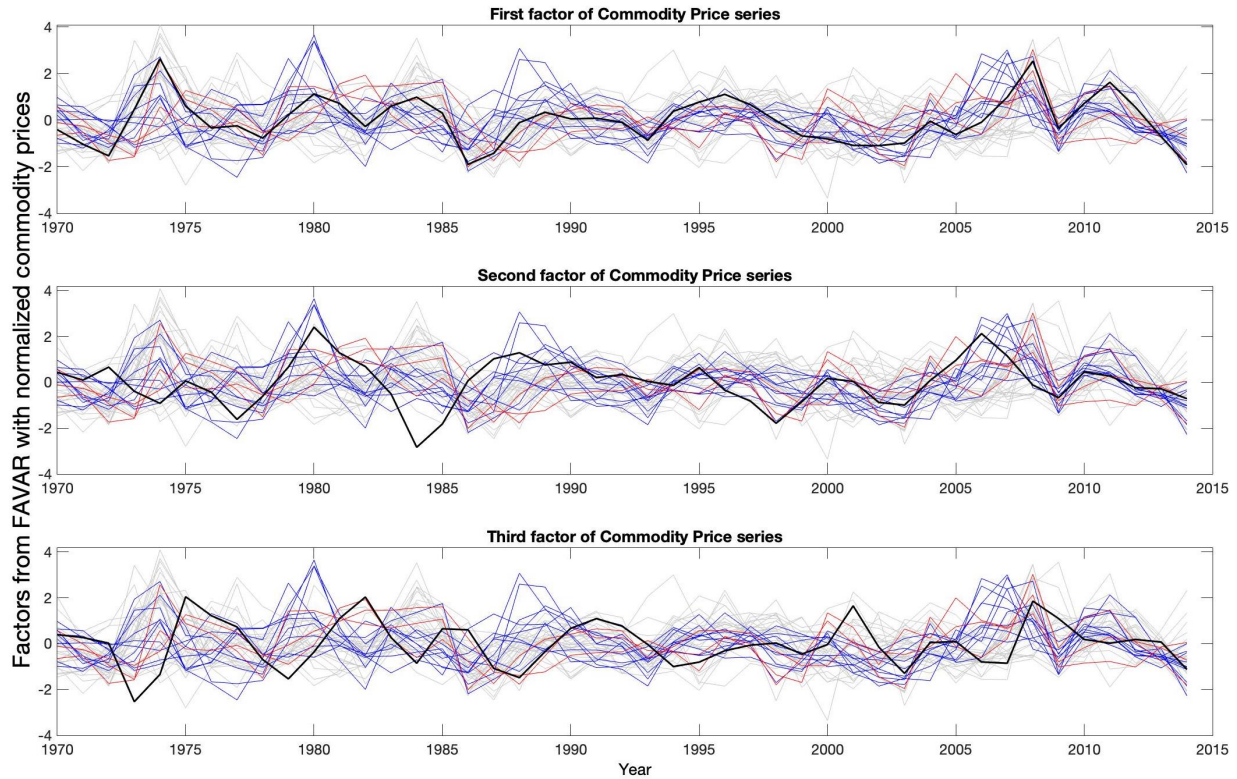 First factor of Commodity Price series
4
2
0
-2
-4
1970 1975 1980 1985 1990 1995 2000 2005 2010 2015
Factors from FAVAR with normalized commodity prices
Second factor of Commodity Price series
4
2
0
-2
-4
1970 1975 1980 1985 1990 1995 2000 2005 2010 2015
Third factor of Commodity Price series
4
2
0
-2
-4
1970 1975 1980 1985 1990 1995 2000 2005 2010 2015
Year